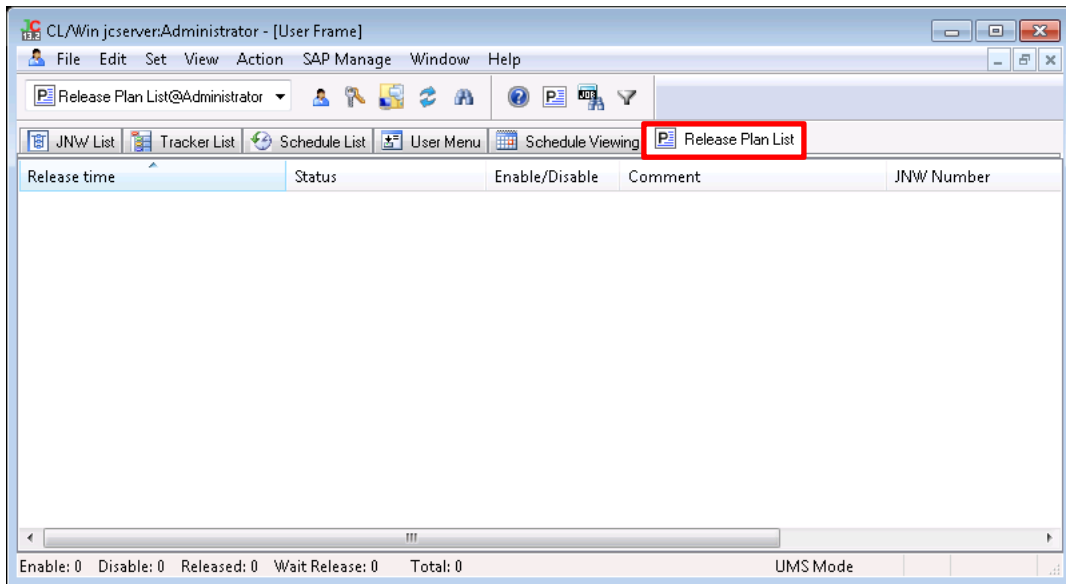 CL/Win jcserver:Administrator - [User Frame]
File Edit Set View Action SAP Manage Window Help
Release Plan List@Administrator
JNW List Tracker List Schedule List User Menu Schedule Viewing Release Plan List
Release time Status Enable/Disable Comment JNW Number
Enable: 0 Disable: 0 Released: 0 Wait Release: 0 Total: 0 UMS Mode